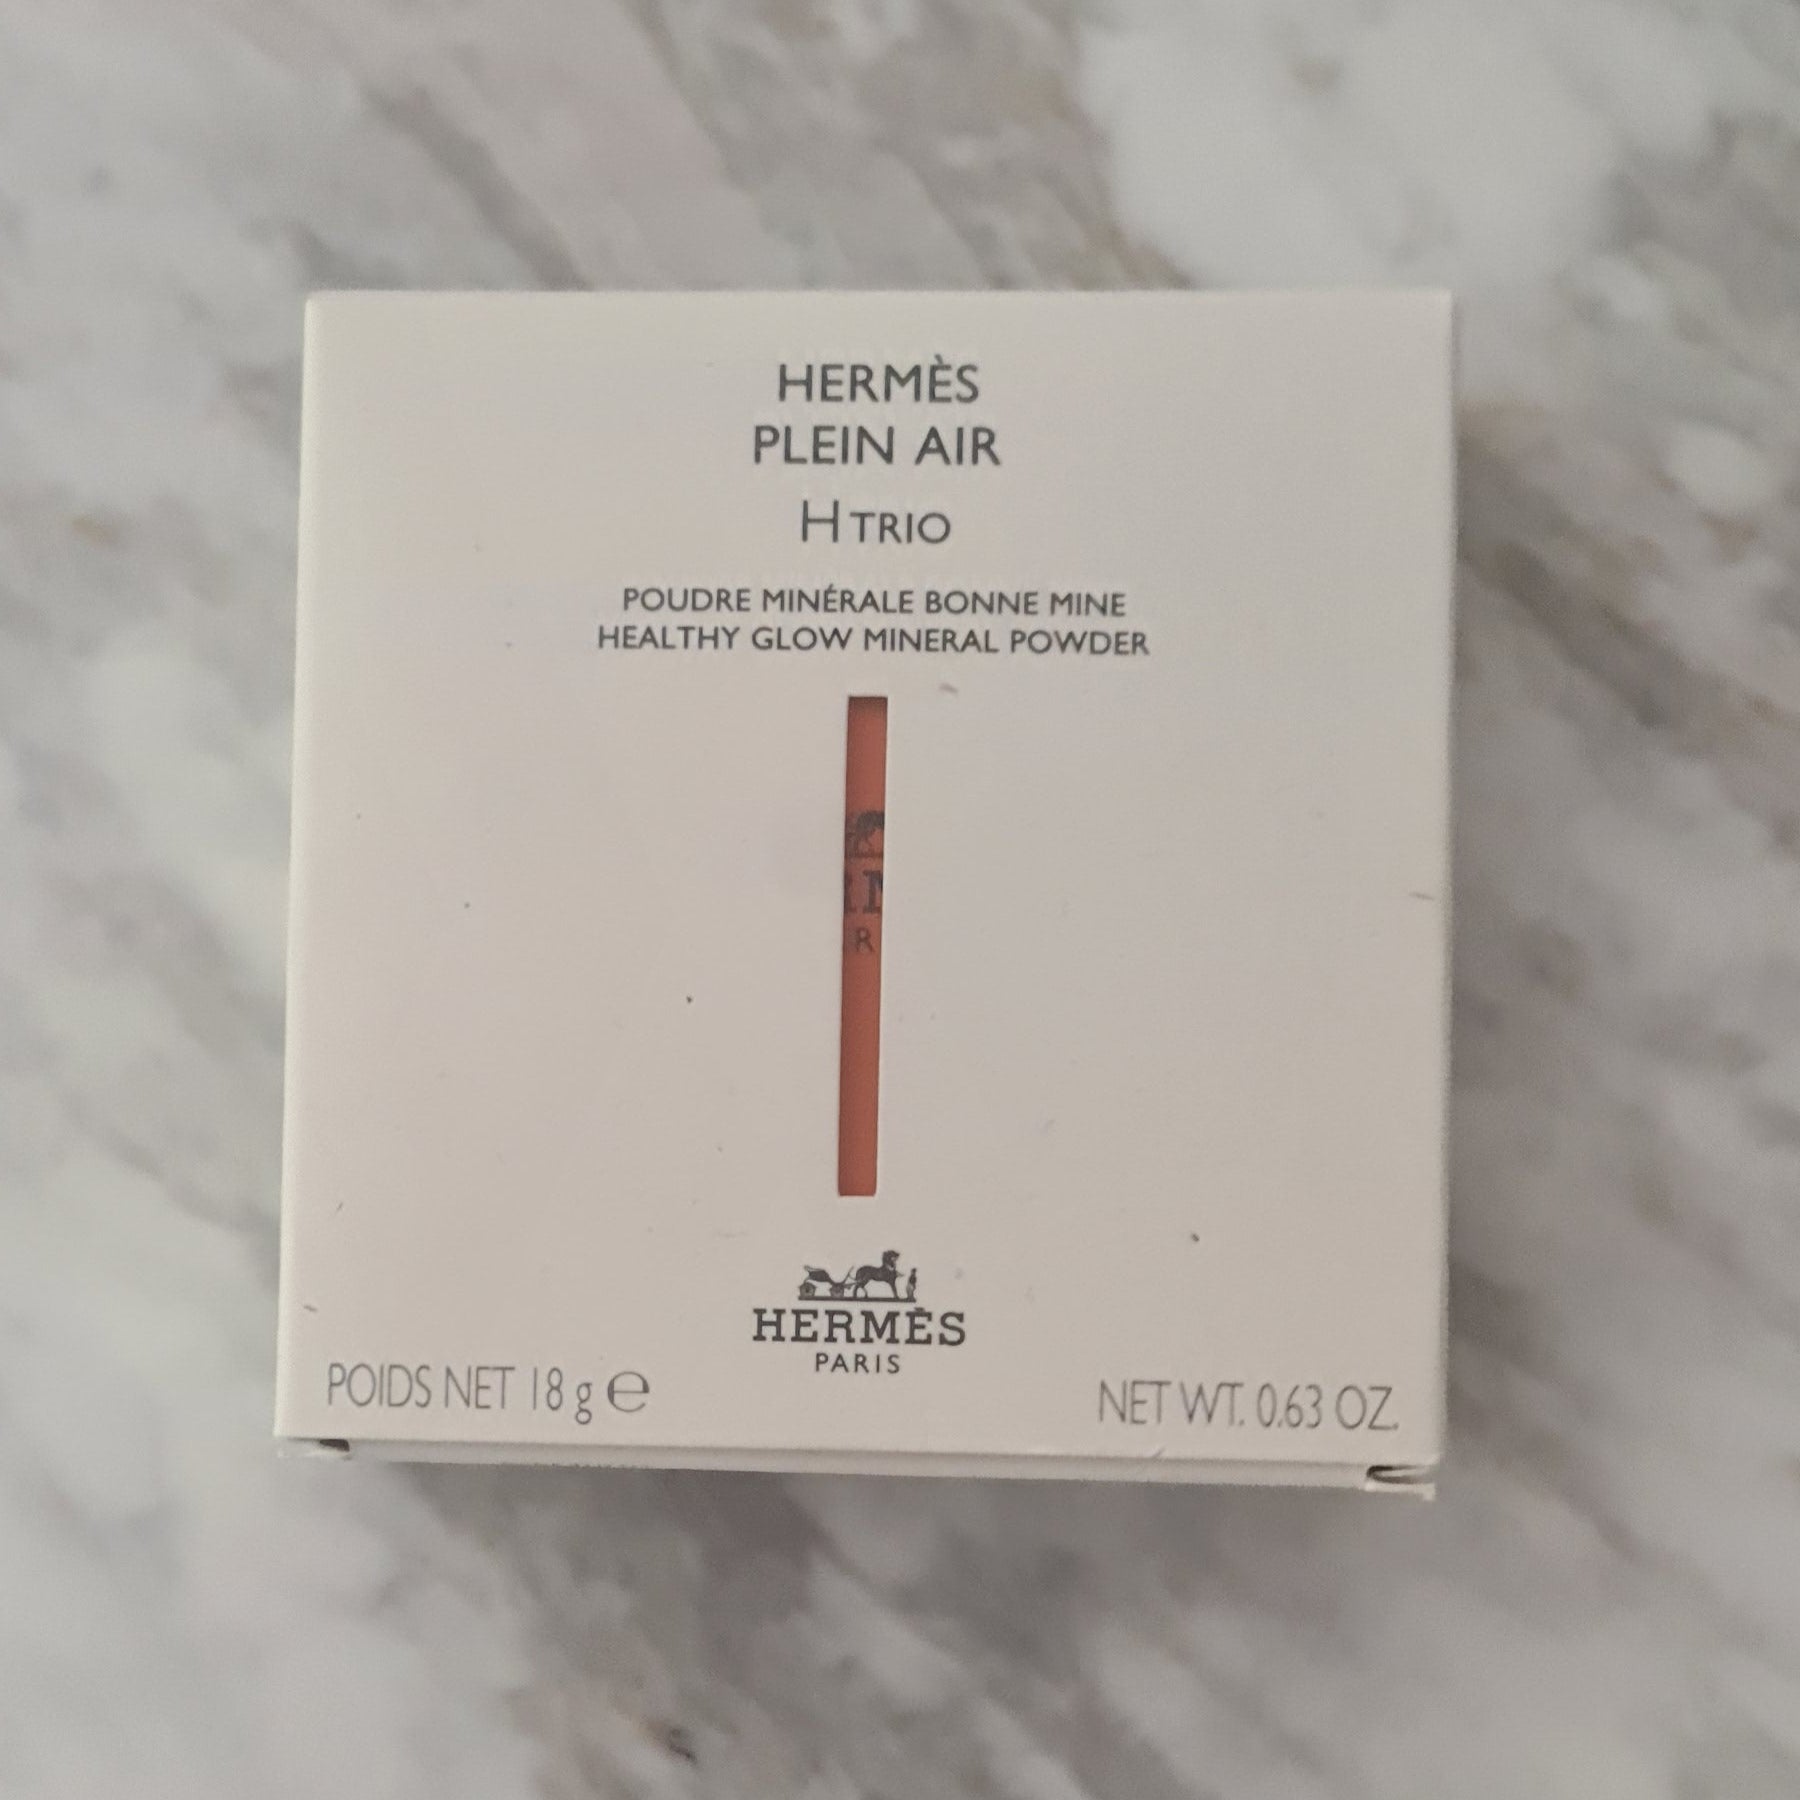 HERMÈS
PLEIN AIR
H TRIO
POUDRE MINÉRALE BONNE MINE
HEALTHY GLOW MINERAL POWDER
R
HERMÈS
PARIS
POIDS NET 18 g ℮
NET WT. 0.63 OZ.